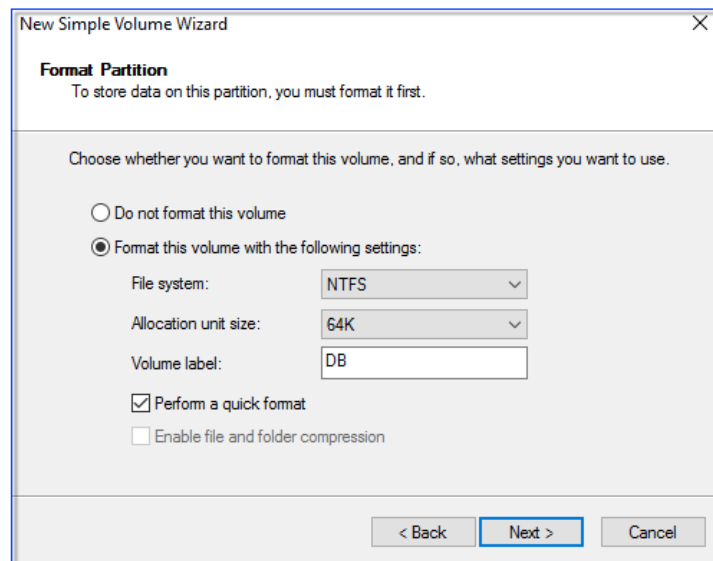 New Simple Volume Wizard
Format Partition
To store data on this partition, you must format it first.
Choose whether you want to format this volume, and if so, what settings you want to use.
Do not format this volume
Format this volume with the following settings:
File system: NTFS
Allocation unit size: 64K
Volume label: DB
Perform a quick format
Enable file and folder compression
< Back Next > Cancel